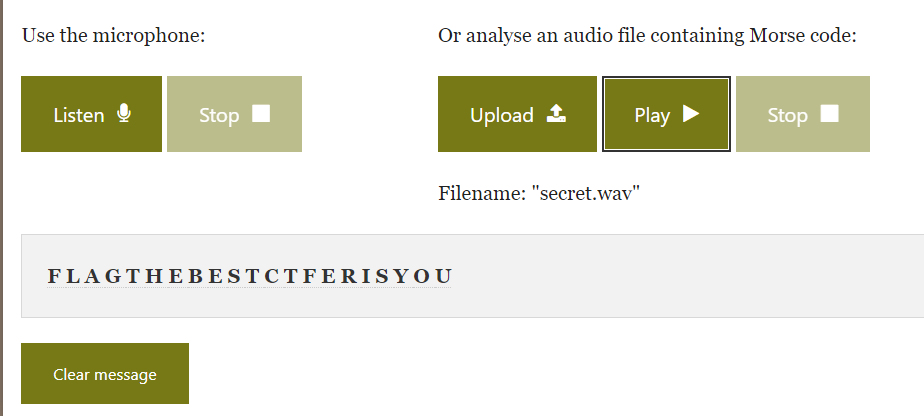 Use the microphone:
Or analyse an audio file containing Morse code:
Listen Stop
Upload Play Stop
Filename: "secret.wav"
F L A G T H E B E S T C T F E R I S Y O U
Clear message